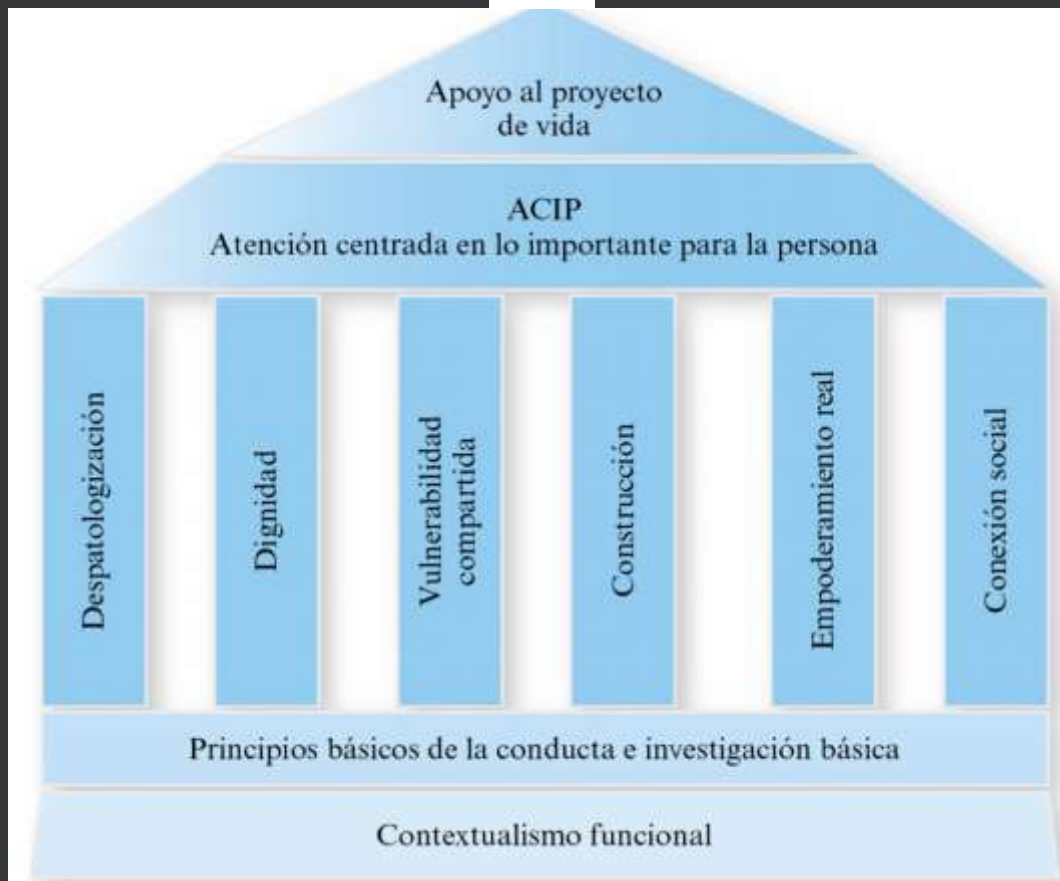 Apoyo al proyecto
de vida
ACIP
Atención centrada en lo importante para la persona
Despatologización
Dignidad
Vulnerabilidad
compartida
Construcción
Empoderamiento real
Conexión social
Principios básicos de la conducta e investigación básica
Contextualismo funcional